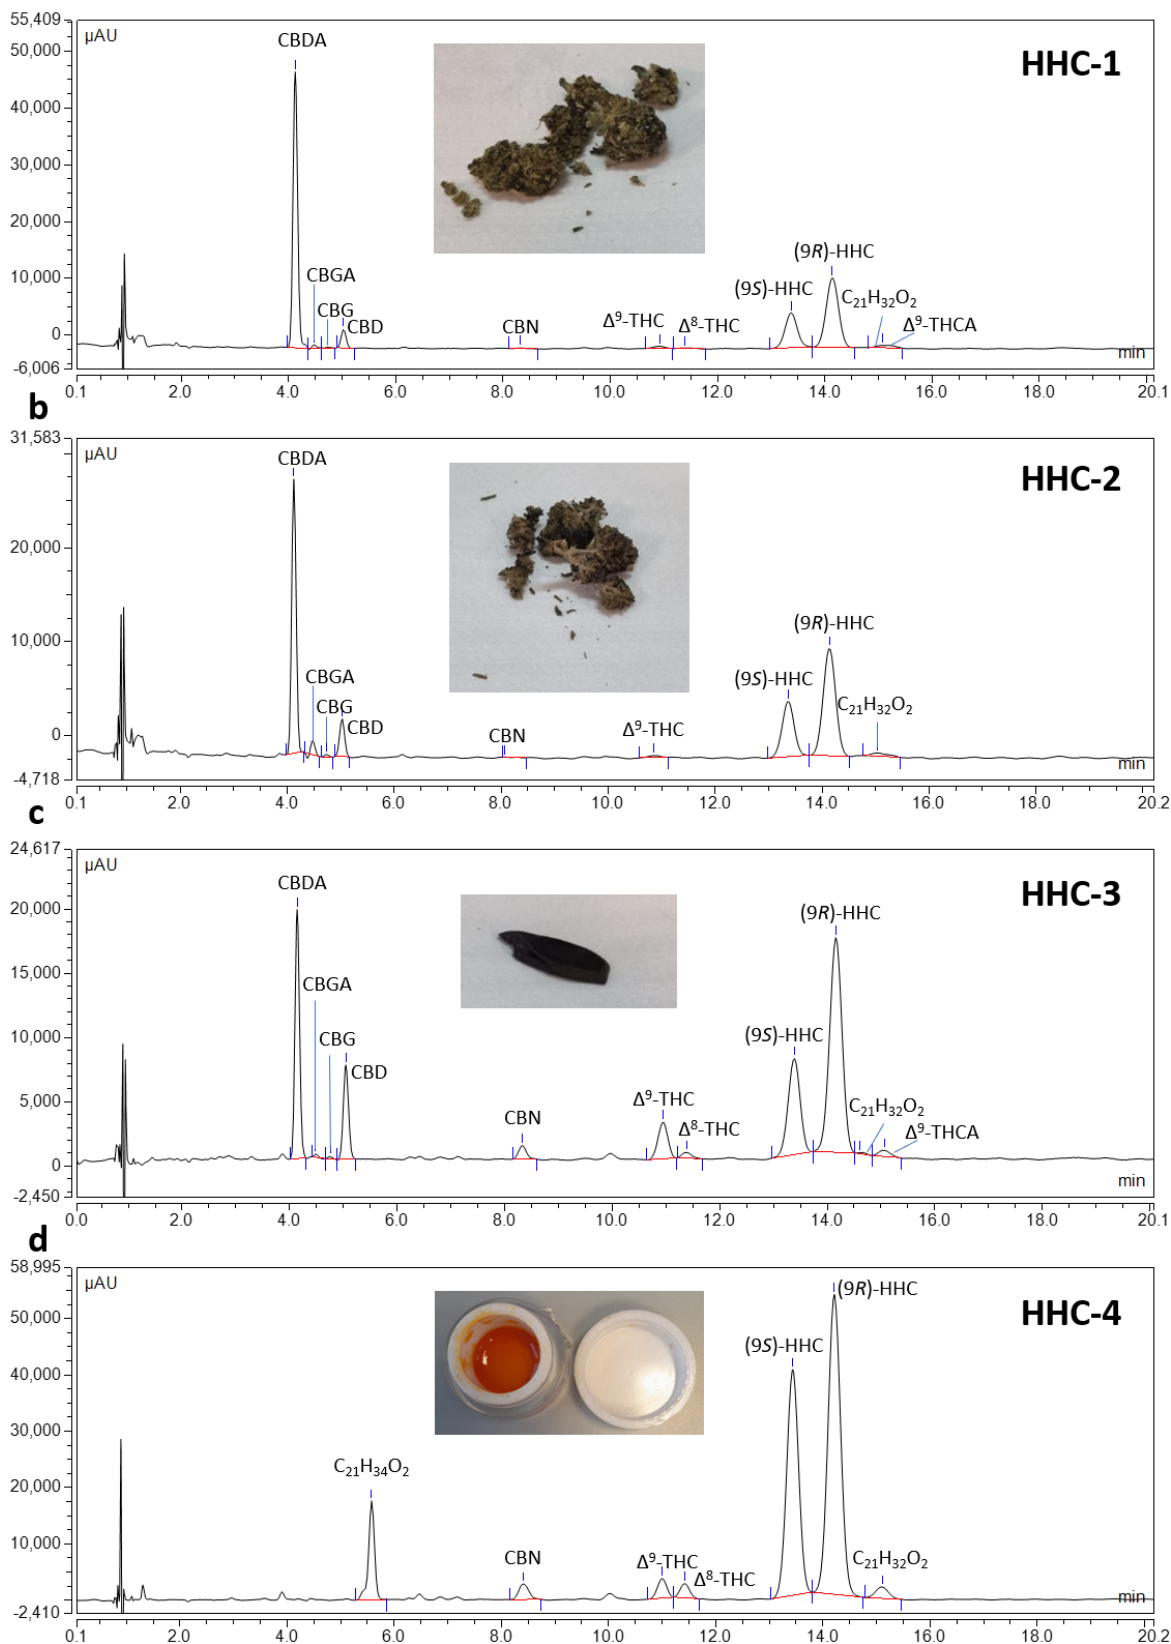 55,409
µAU
CBDA
HHC-1
50,000
40,000
30,000
20,000
(9R)-HHC
10,000
CBGA
(9S)-HHC
C₂₁H₃₂O₂
CBG
CBD
CBN
Δ⁹-THC
Δ⁸-THC
Δ⁹-THCA
0
-6,006
min
0.1 2.0 4.0 6.0 8.0 10.0 12.0 14.0 16.0 18.0 20.1
b
31,583
µAU
CBDA
HHC-2
20,000
10,000
(9R)-HHC
CBGA
(9S)-HHC
CBG
C₂₁H₃₂O₂
CBD
CBN
Δ⁹-THC
0
-4,718
min
0.1 2.0 4.0 6.0 8.0 10.0 12.0 14.0 16.0 18.0 20.2
c
24,617
µAU
CBDA
HHC-3
20,000
(9R)-HHC
15,000
CBGA
10,000
CBG
(9S)-HHC
CBD
5,000
CBN
Δ⁹-THC
Δ⁸-THC
C₂₁H₃₂O₂
Δ⁹-THCA
0
-2,450
min
0.0 2.0 4.0 6.0 8.0 10.0 12.0 14.0 16.0 18.0 20.1
d
58,995
µAU
(9R)-HHC
HHC-4
50,000
(9S)-HHC
40,000
30,000
20,000
C₂₁H₃₄O₂
10,000
CBN
Δ⁹-THC
Δ⁸-THC
C₂₁H₃₂O₂
0
-2,410
min
0.1 2.0 4.0 6.0 8.0 10.0 12.0 14.0 16.0 18.0 20.2